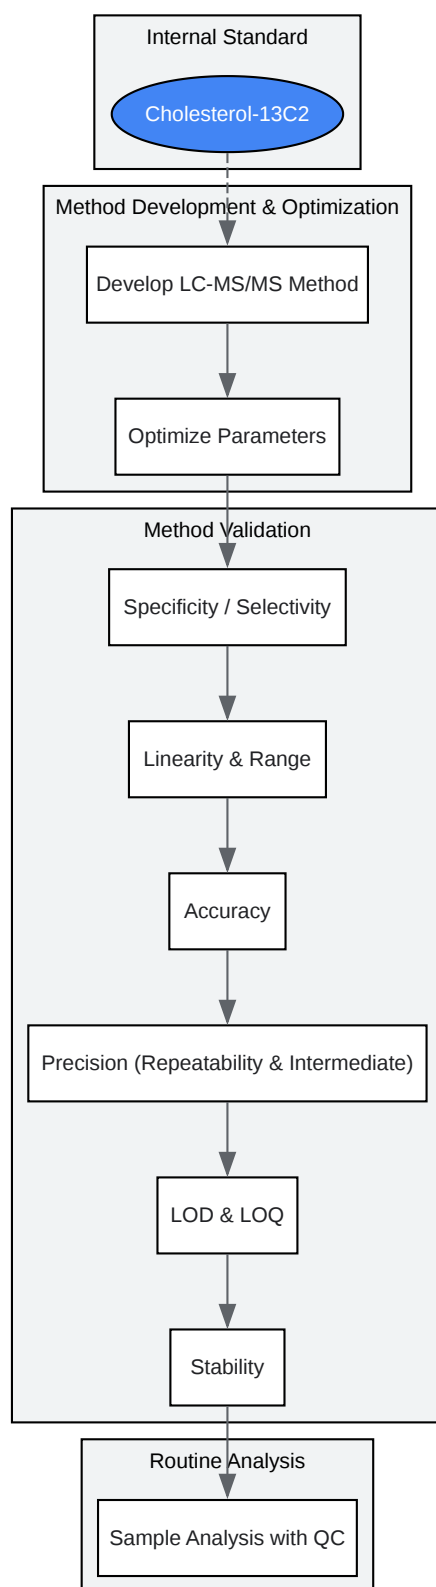 Internal Standard
Cholesterol-13C2
Method Development & Optimization
Develop LC-MS/MS Method
Optimize Parameters
Method Validation
Specificity / Selectivity
Linearity & Range
Accuracy
Precision (Repeatability & Intermediate)
LOD & LOQ
Stability
Routine Analysis
Sample Analysis with QC